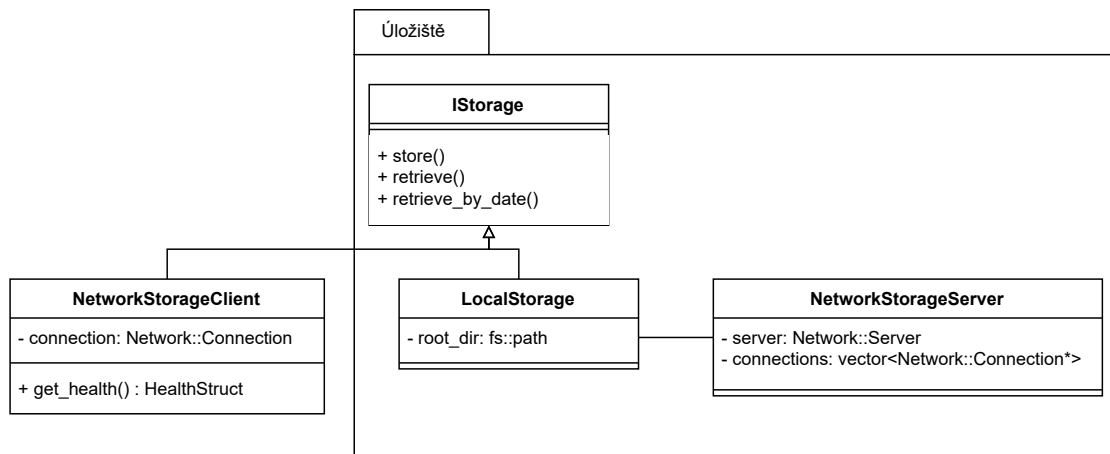 Úložiště
IStorage
+ store()
+ retrieve()
+ retrieve_by_date()
NetworkStorageClient
- connection: Network::Connection
+ get_health() : HealthStruct
LocalStorage
- root_dir: fs::path
NetworkStorageServer
- server: Network::Server
- connections: vector<Network::Connection*>